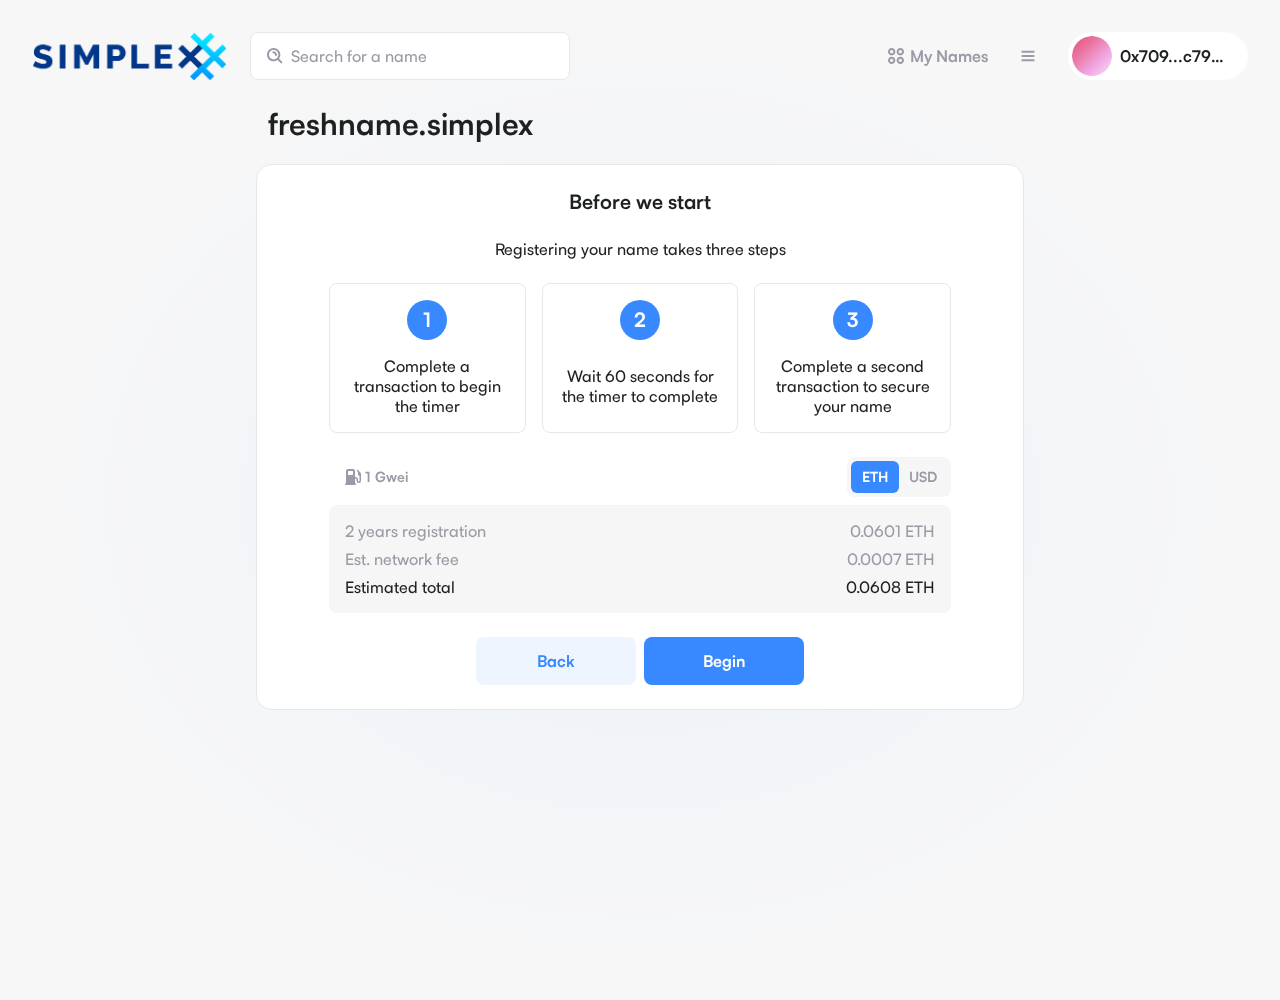 SIMPLEX
Search for a name
My Names
0x709...c79...
freshname.simplex
Before we start
Registering your name takes three steps
1
Complete a
transaction to begin
the timer
2
Wait 60 seconds for
the timer to complete
3
Complete a second
transaction to secure
your name
1 Gwei
ETH
USD
2 years registration
0.0601 ETH
Est. network fee
0.0007 ETH
Estimated total
0.0608 ETH
Back
Begin